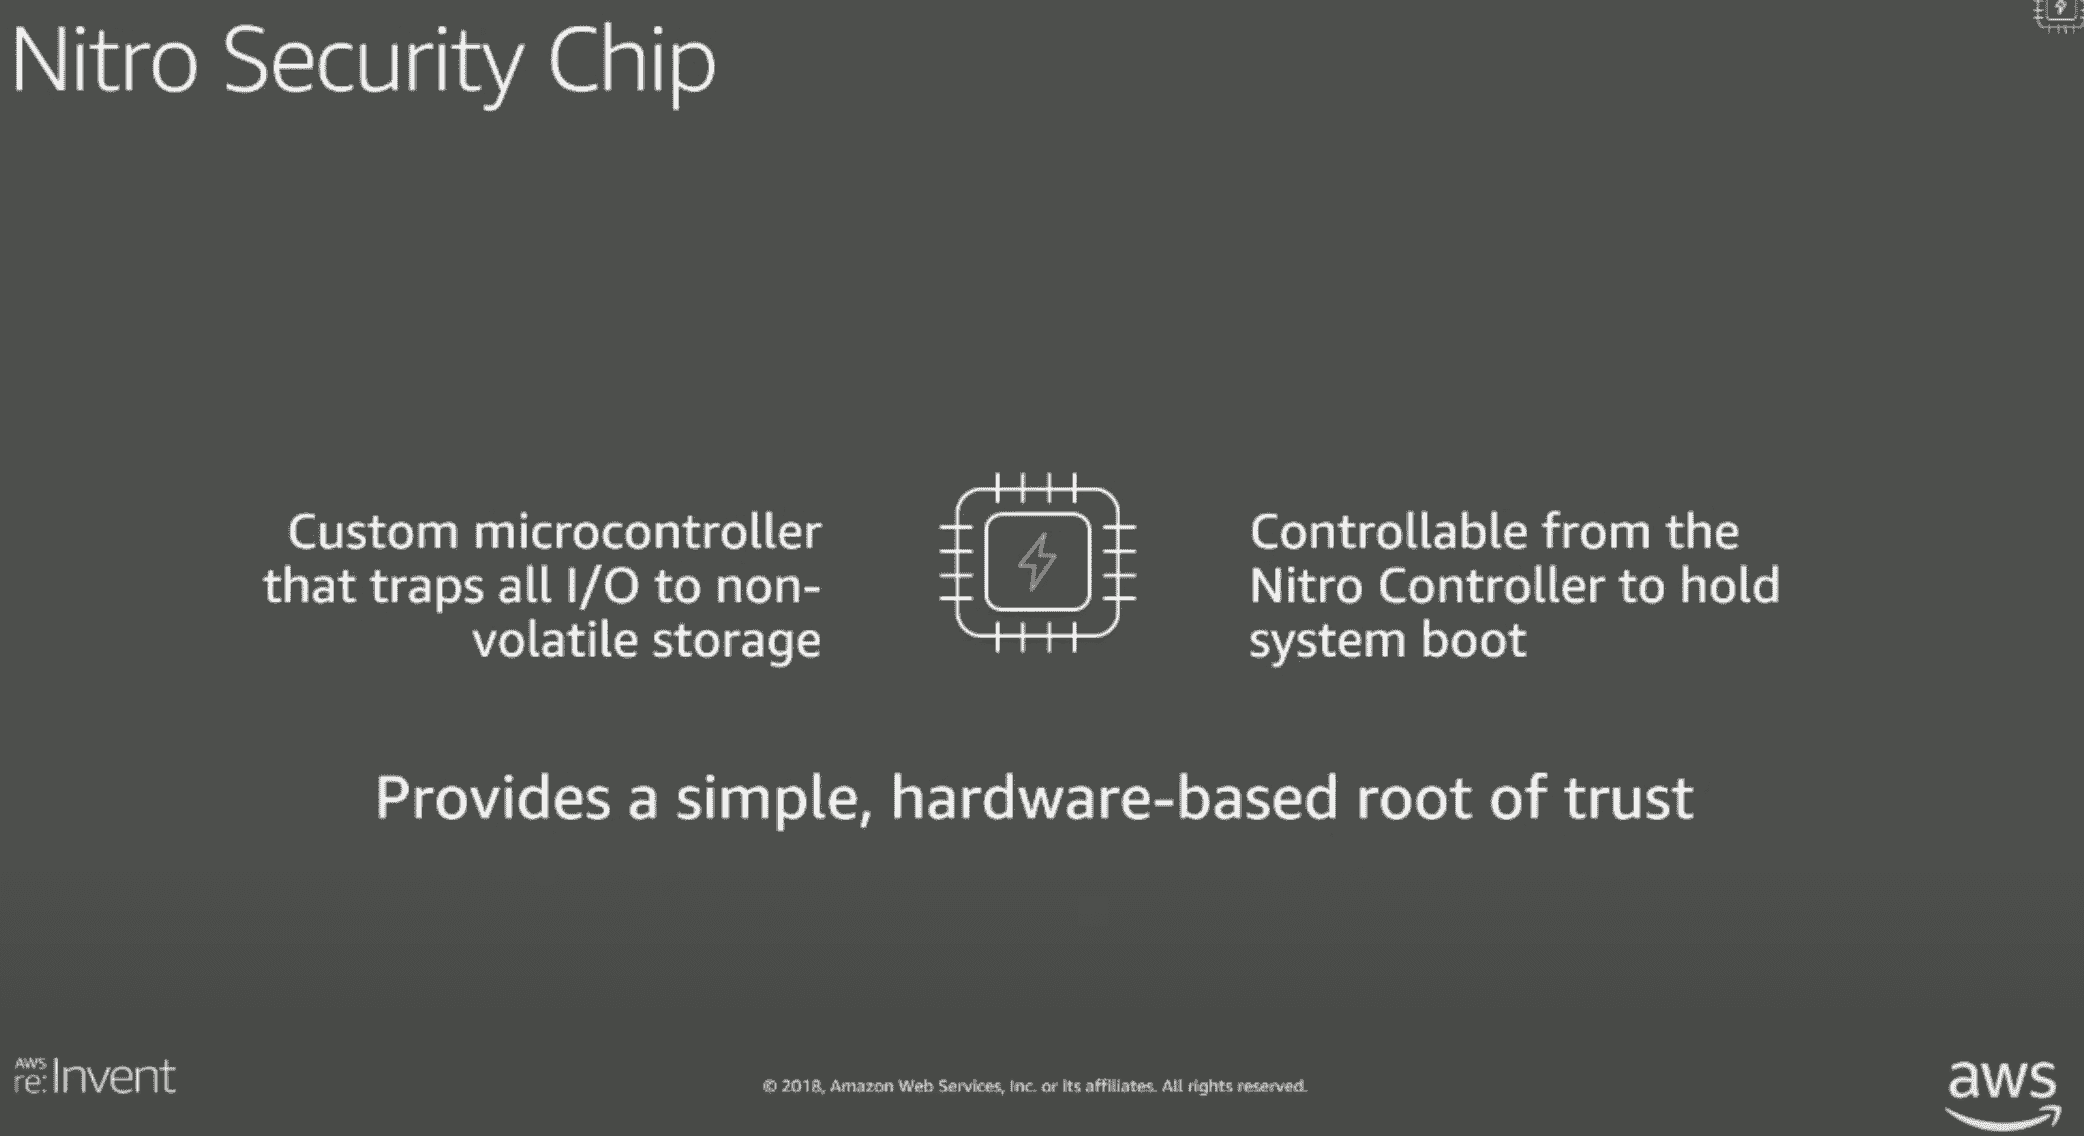 Nitro Security Chip
Custom microcontroller
that traps all I/O to non-
volatile storage
Controllable from the
Nitro Controller to hold
system boot
Provides a simple, hardware-based root of trust
AWS
re:Invent
© 2018, Amazon Web Services, Inc. or its affiliates. All rights reserved.
aws